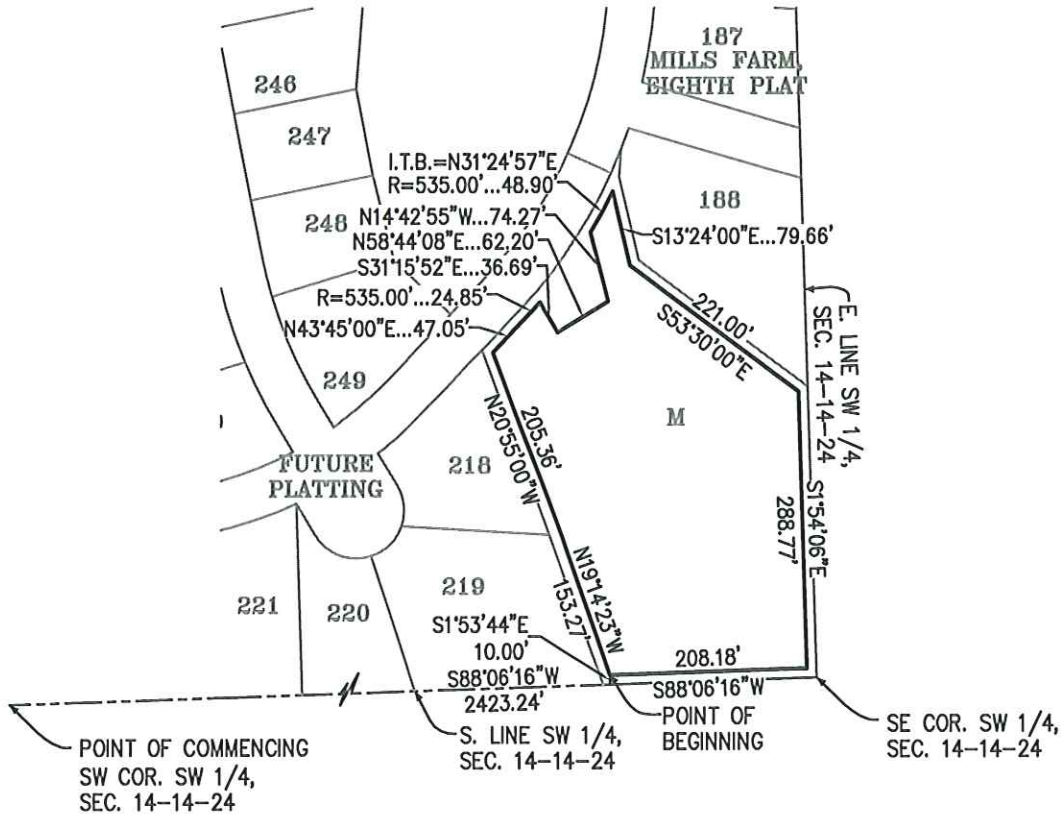 187
MILLS FARM,
EIGHTH PLAT
246
247
I.T.B.=N31°24'57"E
R=535.00'...48.90'
N14°42'55"W...74.27'
N58°44'08"E...62.20'
S31°15'52"E...36.69'
R=535.00'...24.85'
N43°45'00"E...47.05'
248
188
S13°24'00"E...79.66'
221.00'
S53°30'00"E
E. LINE SW 1/4,
SEC. 14-14-24
249
M
205.36'
N20°55'00"W
218
FUTURE
PLATTING
S1°54'06"E
288.77'
N19°14'23"W
153.27'
219
220
221
S1°53'44"E
10.00'
S88°06'16"W
2423.24'
208.18'
S88°06'16"W
POINT OF
BEGINNING
SE COR. SW 1/4,
SEC. 14-14-24
S. LINE SW 1/4,
SEC. 14-14-24
POINT OF COMMENCING
SW COR. SW 1/4,
SEC. 14-14-24